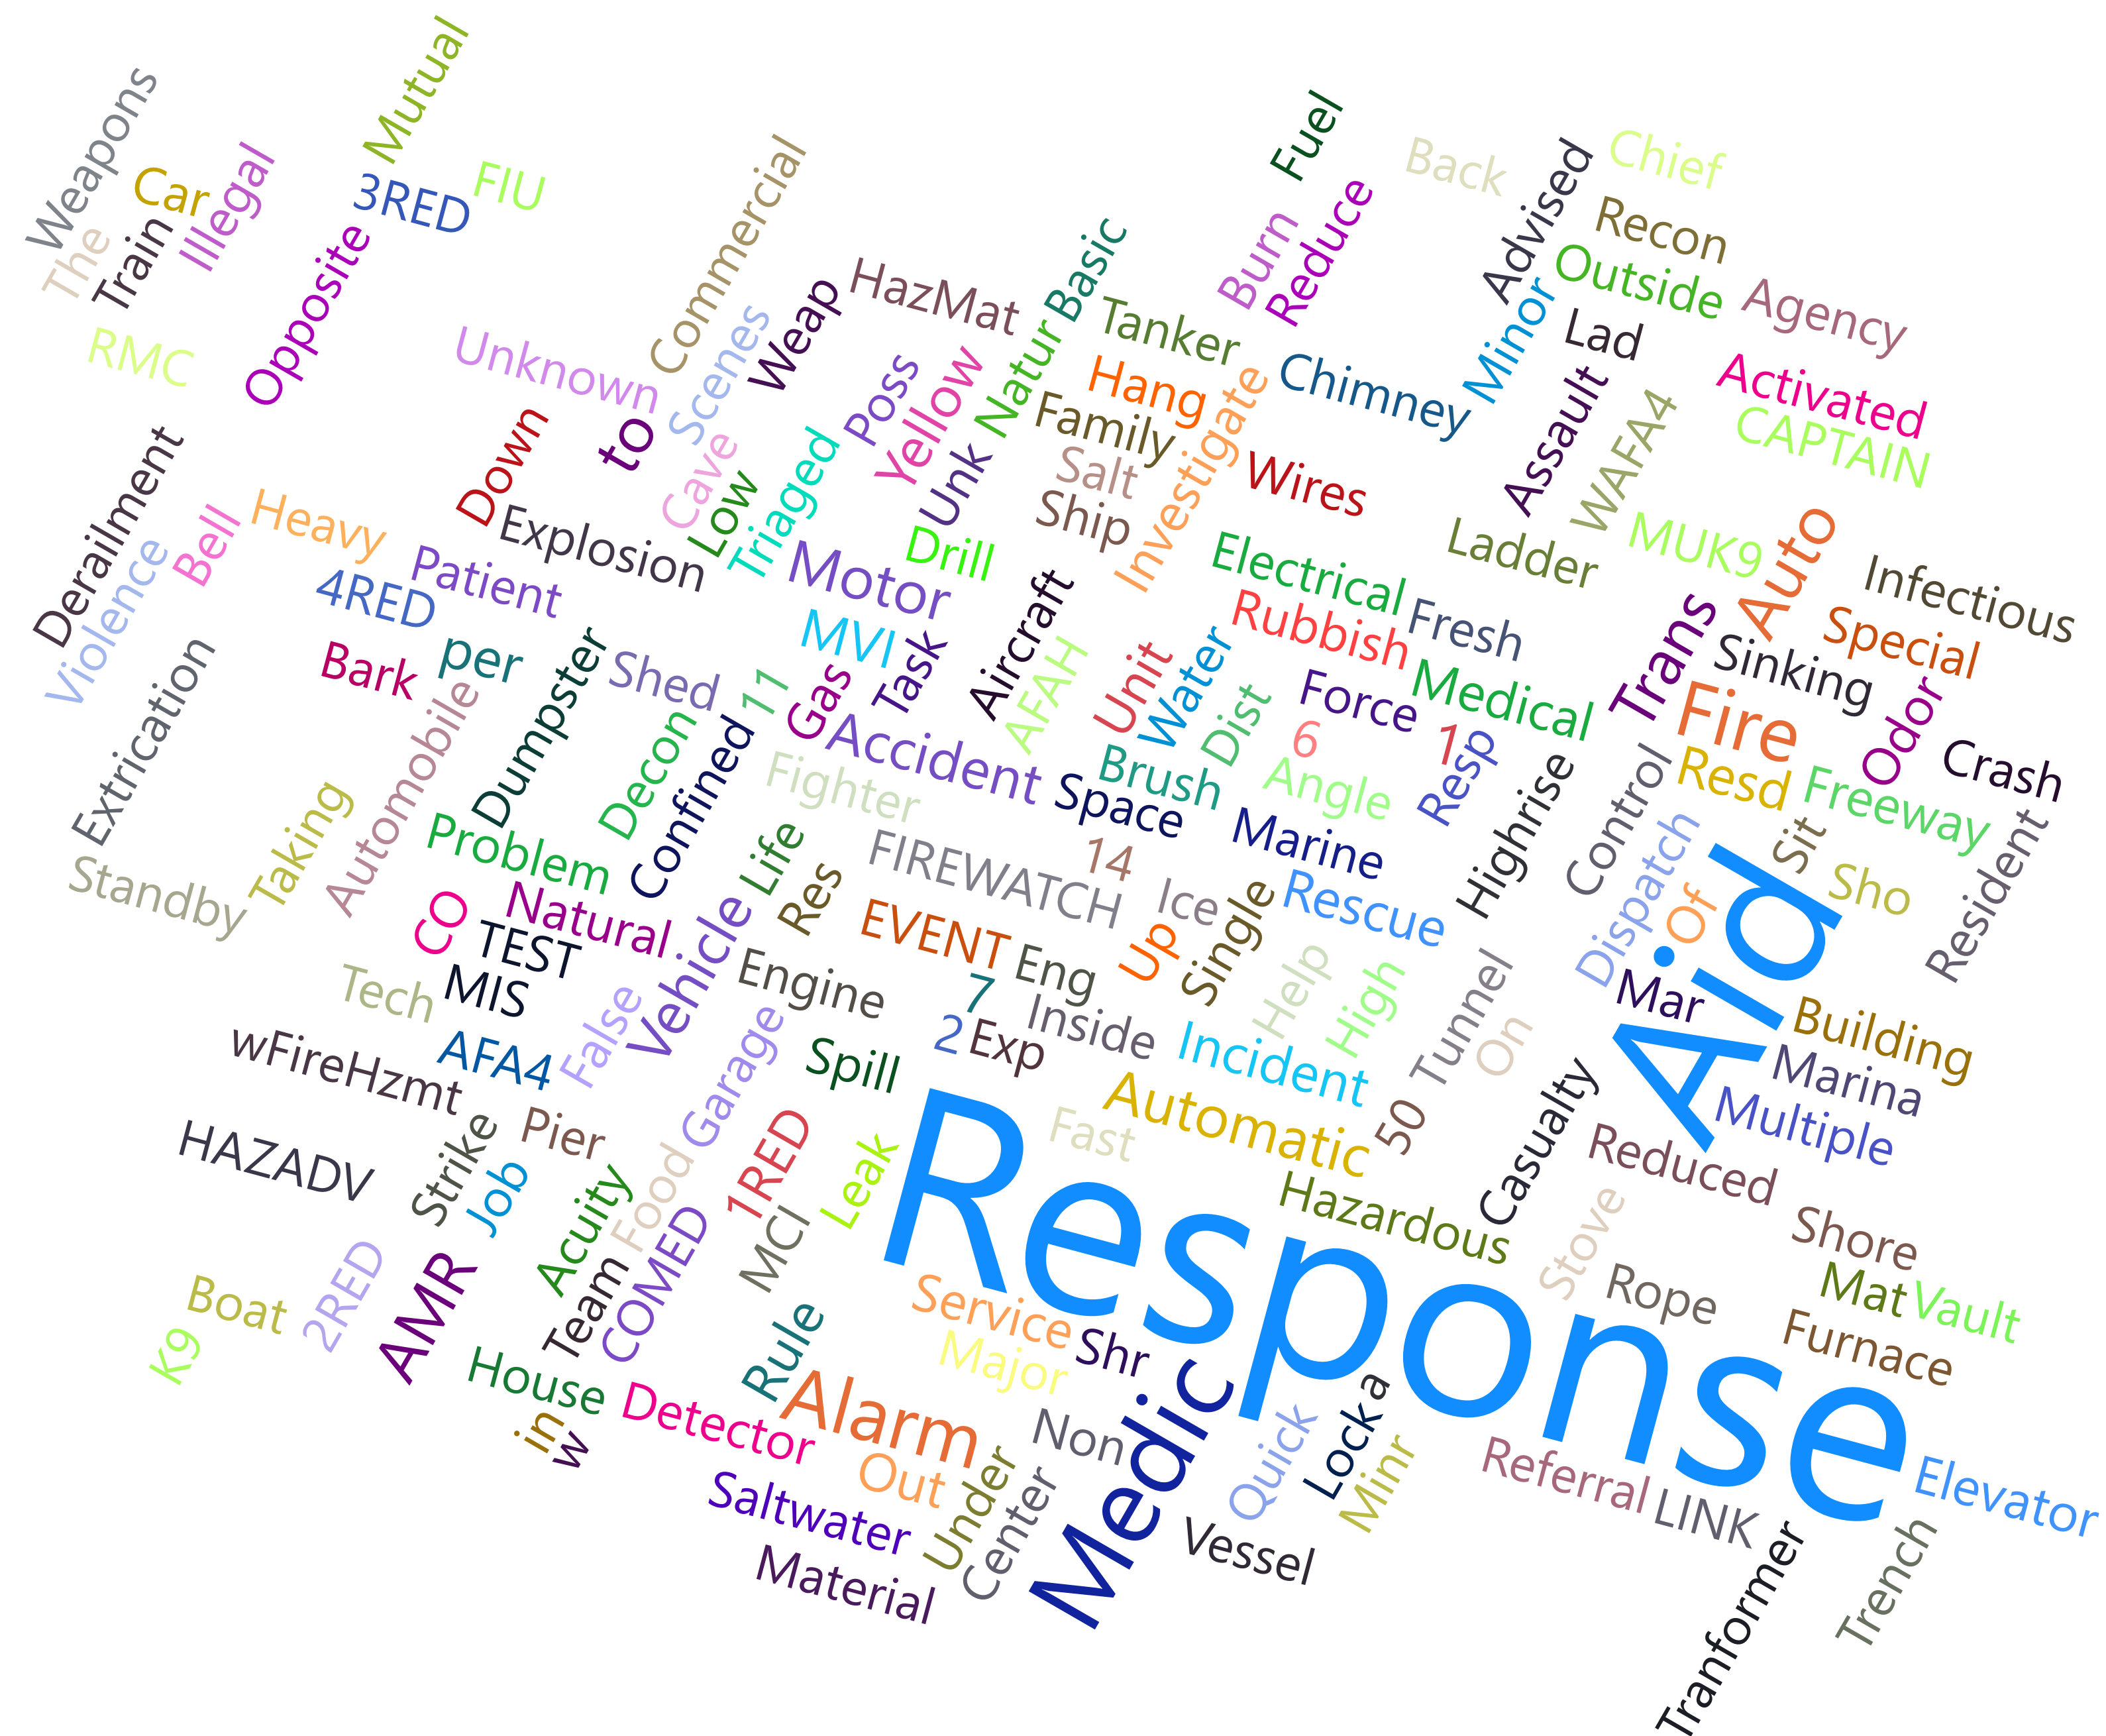 Mutual
Weapons
Car
Illegal
The
Train
3RED
FIU
Opposite
RMC
Commercial
Unknown
Scenes
Weap
HazMat
Basic
Fuel
Back
Advised
Chief
Burn
Reduce
Recon
Outside
Agency
Tanker
Natur
Minor
Lad
Chimney
Hang
Family
Investigate
Poss
Yellow
Activated
CAPTAIN
Assault
WAFA4
to
Down
Cave
Low
Triaged
Unk
Salt
Ship
Wires
Derailment
Bell
Heavy
Explosion
Violence
4RED
Patient
Motor
Drill
Electrical
Ladder
MUK9
Auto
Infectious
Aircraft
Rubbish
Fresh
Trans
Special
Sinking
MVI
Task
AFAH
Unit
Water
Bark
per
Dumpster
Shed
11
Gas
Dist
Force
Medical
Fire
Odor
Crash
Extrication
Automobile
Decon
Confined
Accident
Space
Brush
6
1
Angle
Resp
Highrise
Control
Resd
Freeway
Taking
Problem
Fighter
Marine
Sit
Sho
Resident
Standby
Life
Res
FIREWATCH
14
Ice
Single
Rescue
Dispatch
Of
Aid
CO
Natural
TEST
Vehicle
EVENT
Eng
Up
Help
High
Tunnel
On
Mar
Building
Tech
MIS
False
Engine
7
2
Exp
Inside
Incident
Marina
Multiple
wFireHzmt
AFA4
Garage
Spill
Automatic
Fast
50
Casualty
Reduced
HAZADV
Strike
Pier
Job
Acuity
Food
1RED
Leak
Response
Hazardous
Stove
Shore
2RED
AMR
Team
COMED
MCI
Service
Rope
Mat
Vault
Boat
K9
House
Rule
Major
Shr
Furnace
in
w
Detector
Alarm
Medic
Non
Quick
Lock
a
Minr
Referral
LINK
Elevator
Saltwater
Out
Under
Center
Vessel
Material
Tranformer
Trench